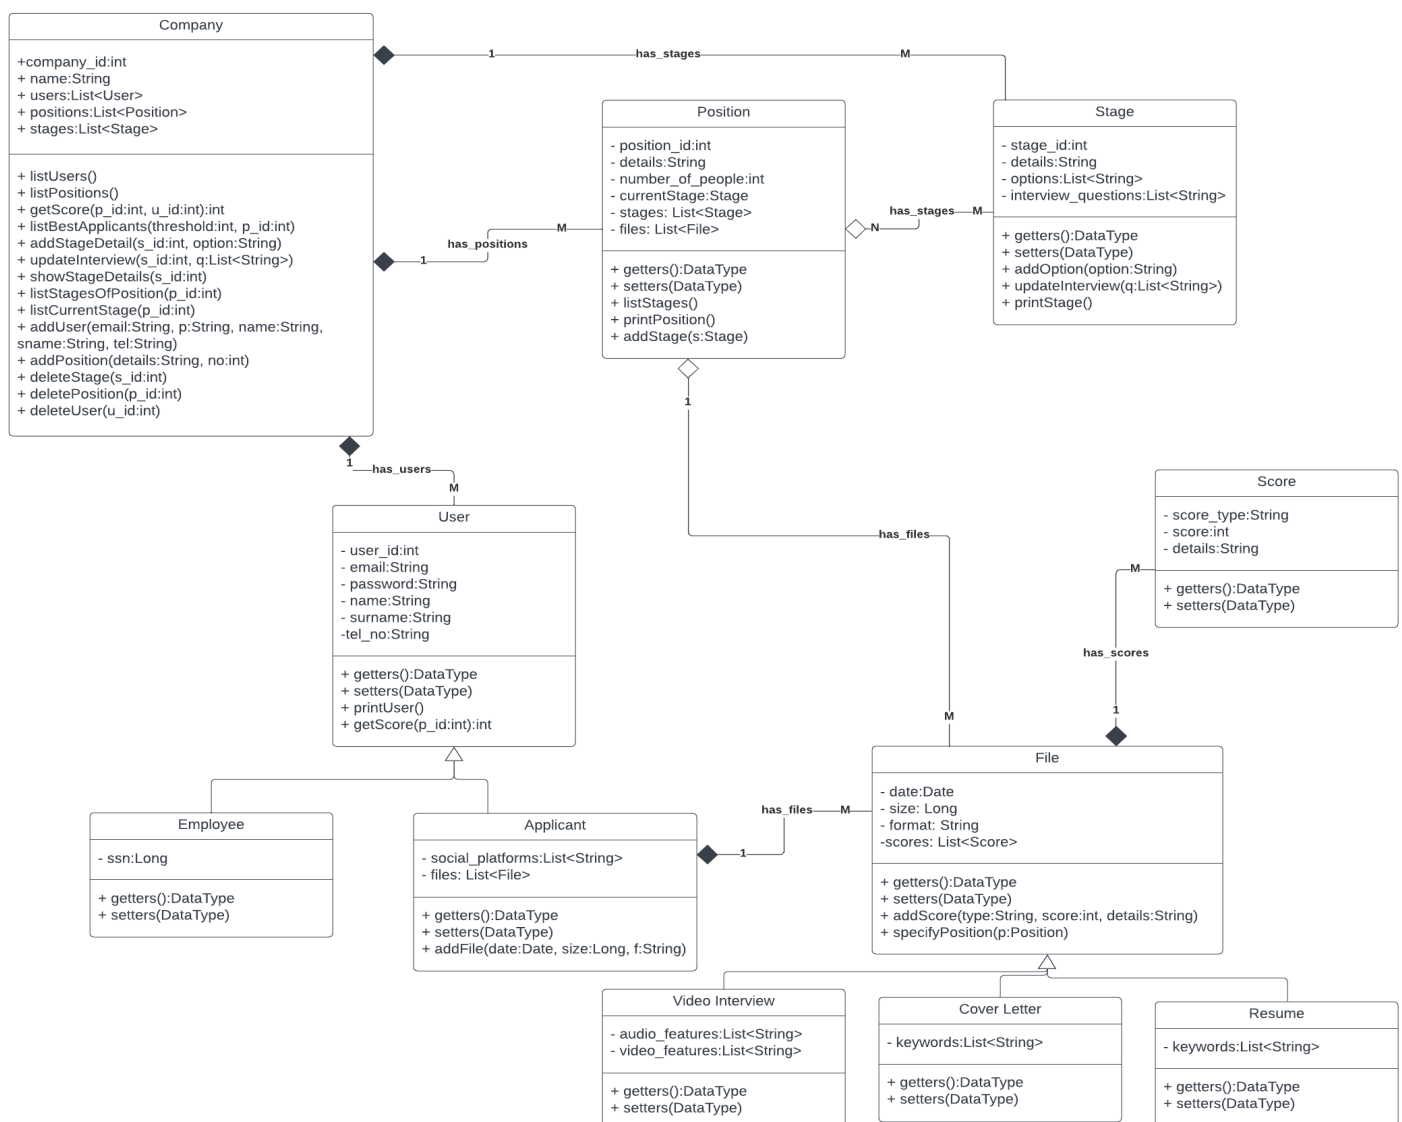 Company
+company_id:int
+ name:String
+ users:List<User>
+ positions:List<Position>
+ stages:List<Stage>
+ listUsers()
+ listPositions()
+ getScore(p_id:int, u_id:int):int
+ listBestApplicants(threshold:int, p_id:int)
+ addStageDetail(s_id:int, option:String)
+ updateInterview(s_id:int, q:List<String>)
+ showStageDetails(s_id:int)
+ listStagesOfPosition(p_id:int)
+ listCurrentStage(p_id:int)
+ addUser(email:String, p:String, name:String,
sname:String, tel:String)
+ addPosition(details:String, no:int)
+ deleteStage(s_id:int)
+ deletePosition(p_id:int)
+ deleteUser(u_id:int)
1
has_stages
M
Position
- position_id:int
- details:String
- number_of_people:int
- currentStage:Stage
- stages: List<Stage>
- files: List<File>
+ getters():DataType
+ setters(DataType)
+ listStages()
+ printPosition()
+ addStage(s:Stage)
Stage
- stage_id:int
- details:String
- options:List<String>
- interview_questions:List<String>
+ getters():DataType
+ setters(DataType)
+ addOption(option:String)
+ updateInterview(q:List<String>)
+ printStage()
M
has_positions
1
has_stages
M
N
1
has_users
M
1
has_files
M
User
- user_id:int
- email:String
- password:String
- name:String
- surname:String
-tel_no:String
+ getters():DataType
+ setters(DataType)
+ printUser()
+ getScore(p_id:int):int
Score
- score_type:String
- score:int
- details:String
+ getters():DataType
+ setters(DataType)
M
has_scores
1
File
- date:Date
- size: Long
- format: String
-scores: List<Score>
+ getters():DataType
+ setters(DataType)
+ addScore(type:String, score:int, details:String)
+ specifyPosition(p:Position)
Employee
- ssn:Long
+ getters():DataType
+ setters(DataType)
Applicant
- social_platforms:List<String>
- files: List<File>
+ getters():DataType
+ setters(DataType)
+ addFile(date:Date, size:Long, f:String)
has_files
M
1
Video Interview
- audio_features:List<String>
- video_features:List<String>
+ getters():DataType
+ setters(DataType)
Cover Letter
- keywords:List<String>
+ getters():DataType
+ setters(DataType)
Resume
- keywords:List<String>
+ getters():DataType
+ setters(DataType)